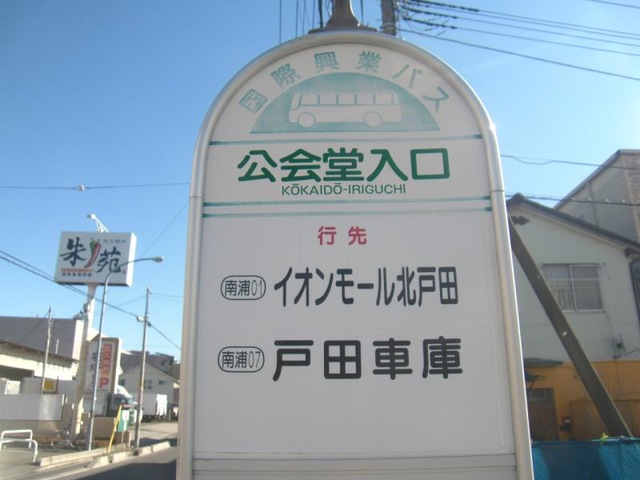 国際興業バス
公会堂入口
KŌKAIDŌ-IRIGUCHI
行先
南浦01 イオンモール北戸田
南浦07 戸田車庫
朱苑
P